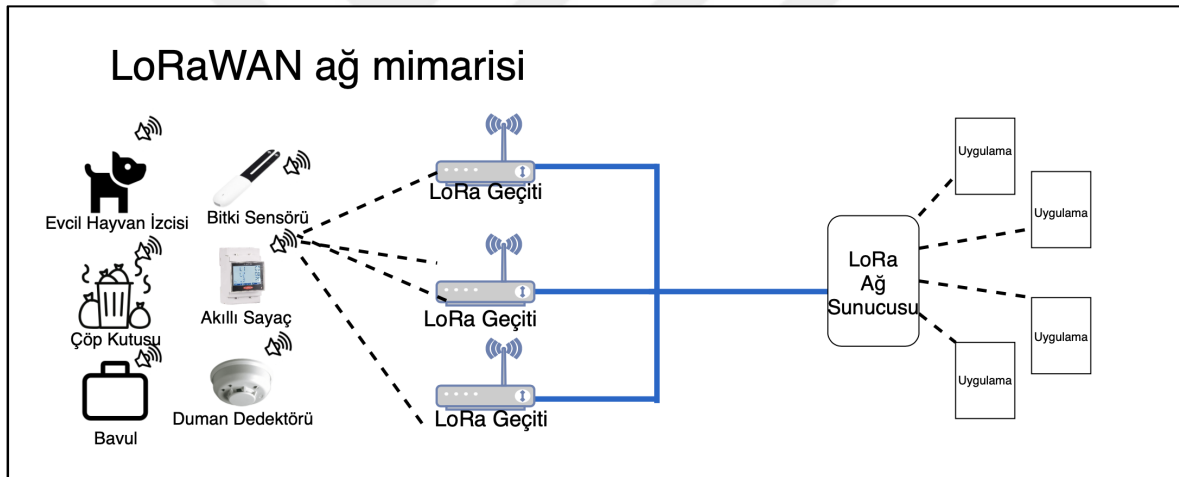 LoRaWAN ağ mimarisi
Evcil Hayvan İzcisi
Bitki Sensörü
Çöp Kutusu
Akıllı Sayaç
Bavul
Duman Dedektörü
LoRa Geçiti
LoRa Geçiti
LoRa Geçiti
LoRa
Ağ
Sunucusu
Uygulama
Uygulama
Uygulama
Uygulama